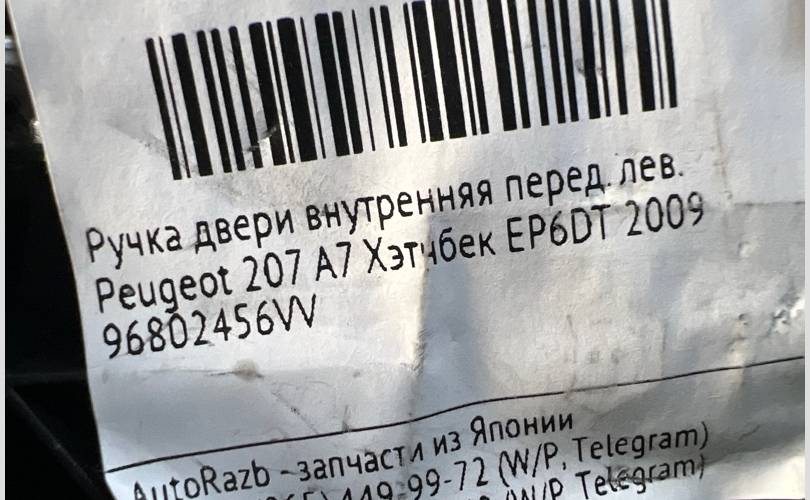 Ручка двери внутренняя перед. лев.
Peugeot 207 A7 Хэтчбек EP6DT 2009
96802456VV
AutoRazb - запчасти из Японии
449-99-72 (W/P, Telegram)
(W/P, Telegram)